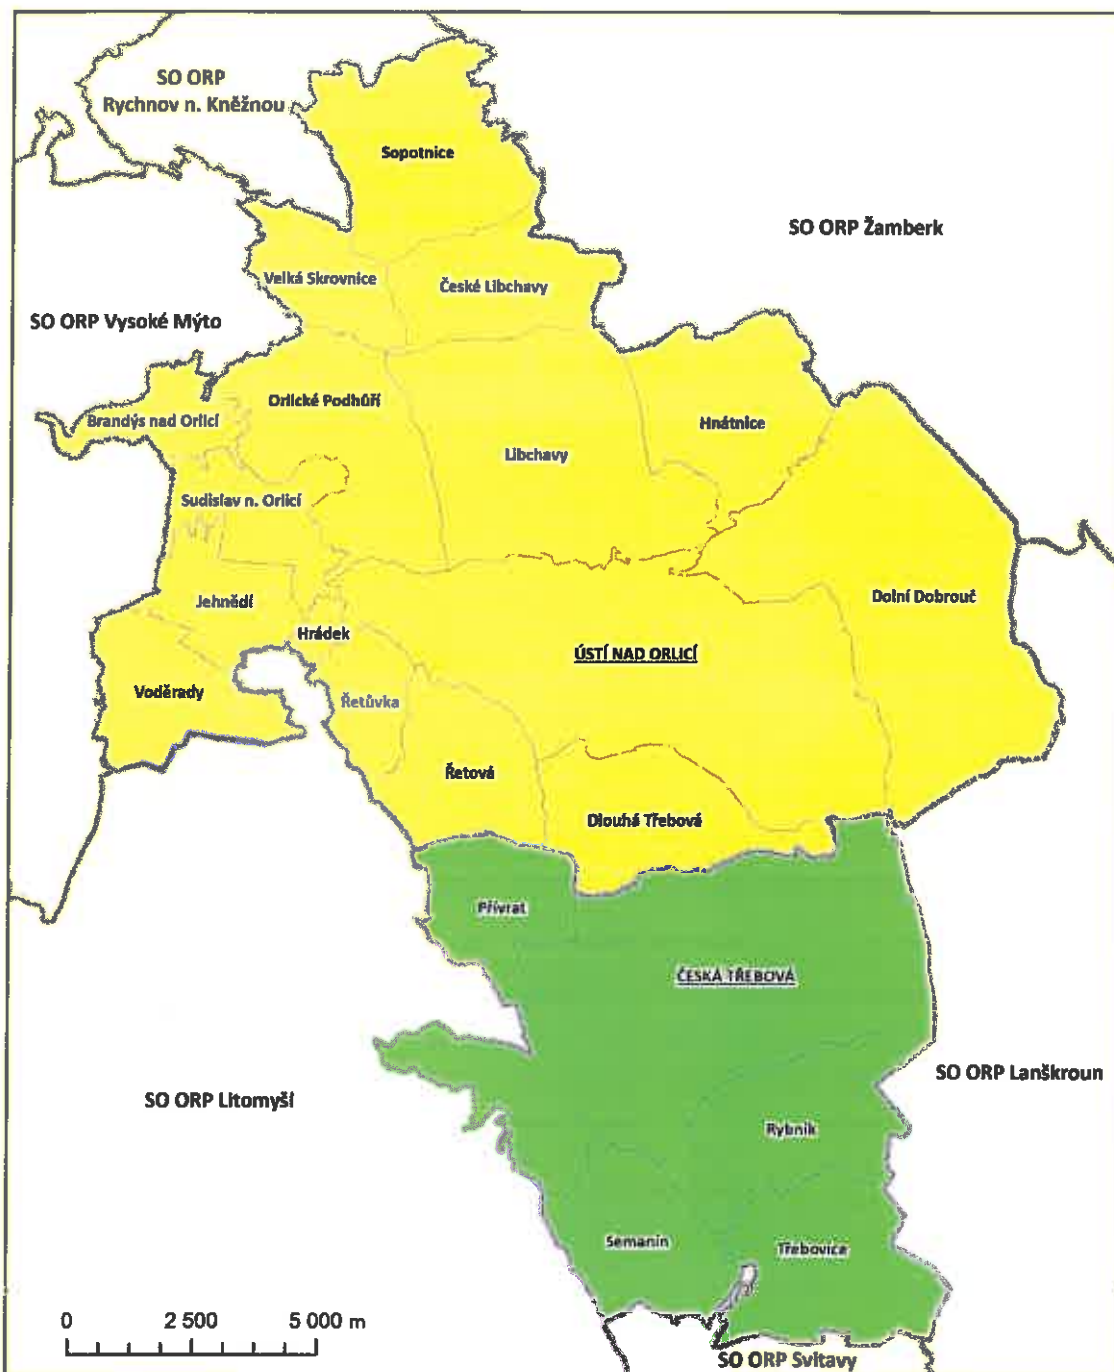 SO ORP
Rychnov n. Kněžnou
Sopotnice
SO ORP Žamberk
Velká Skrovnice
České Libchavy
SO ORP Vysoké Mýto
Orlické Podhůří
Brandýs nad Orlicí
Hnátnice
Libchavy
Sudislav n. Orlicí
Jehnědí
Dolní Dobrouč
Hrádek
ÚSTÍ NAD ORLICÍ
Voděrady
Řetůvka
Řetová
Dlouhá Třebová
Přívrat
ČESKÁ TŘEBOVÁ
SO ORP Lanškroun
SO ORP Litomyšl
Rybník
Semanín
Třebovice
0 2 500 5 000 m
SO ORP Svitavy